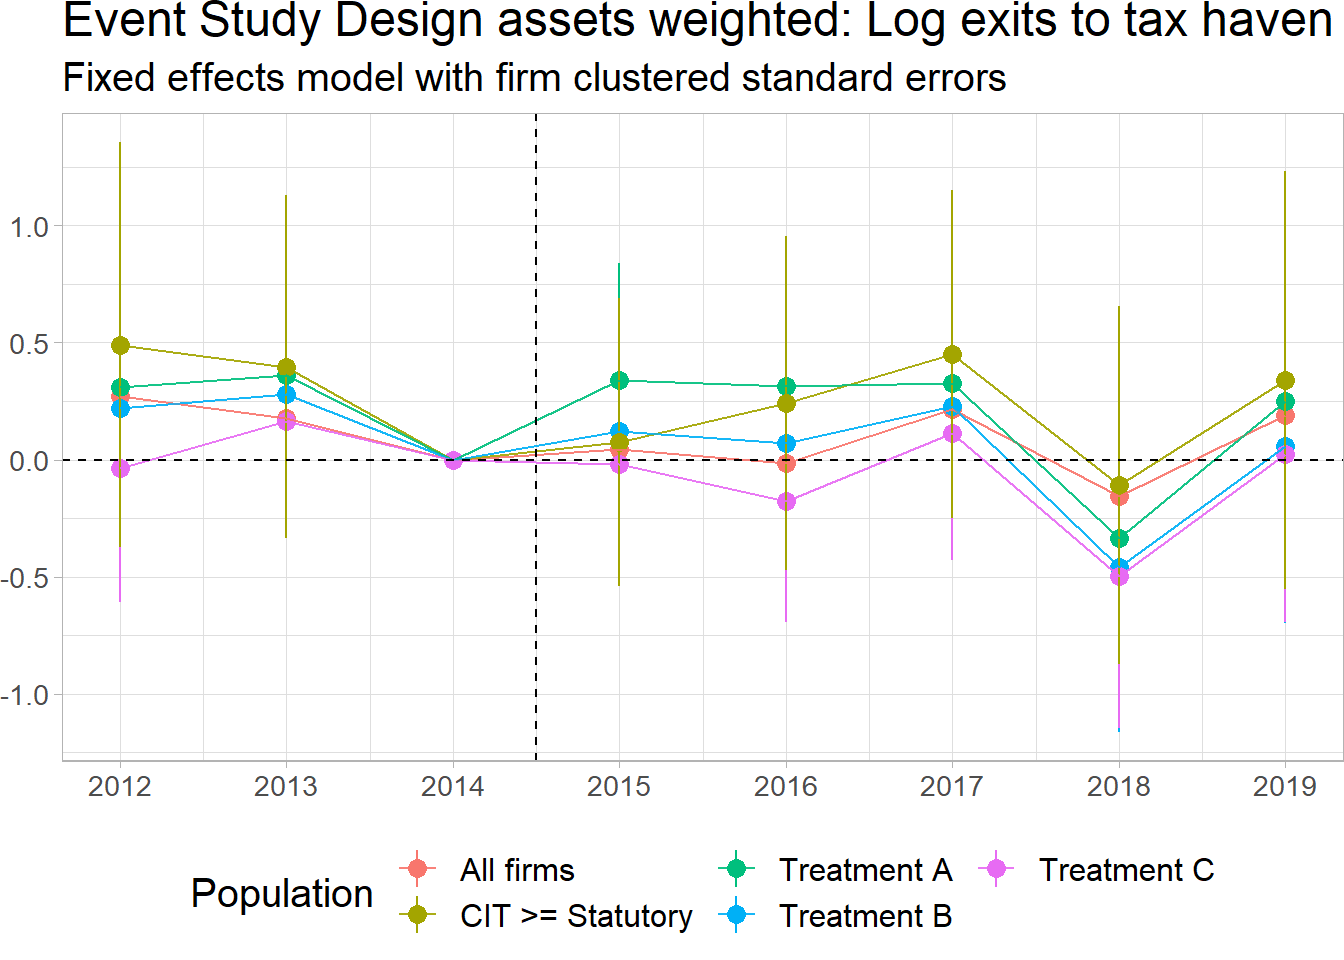 Event Study Design assets weighted: Log exits to tax haven
Fixed effects model with firm clustered standard errors
1.0
0.5
0.0
-0.5
-1.0
2012 2013 2014 2015 2016 2017 2018 2019
Population
All firms Treatment A Treatment C
CIT >= Statutory Treatment B